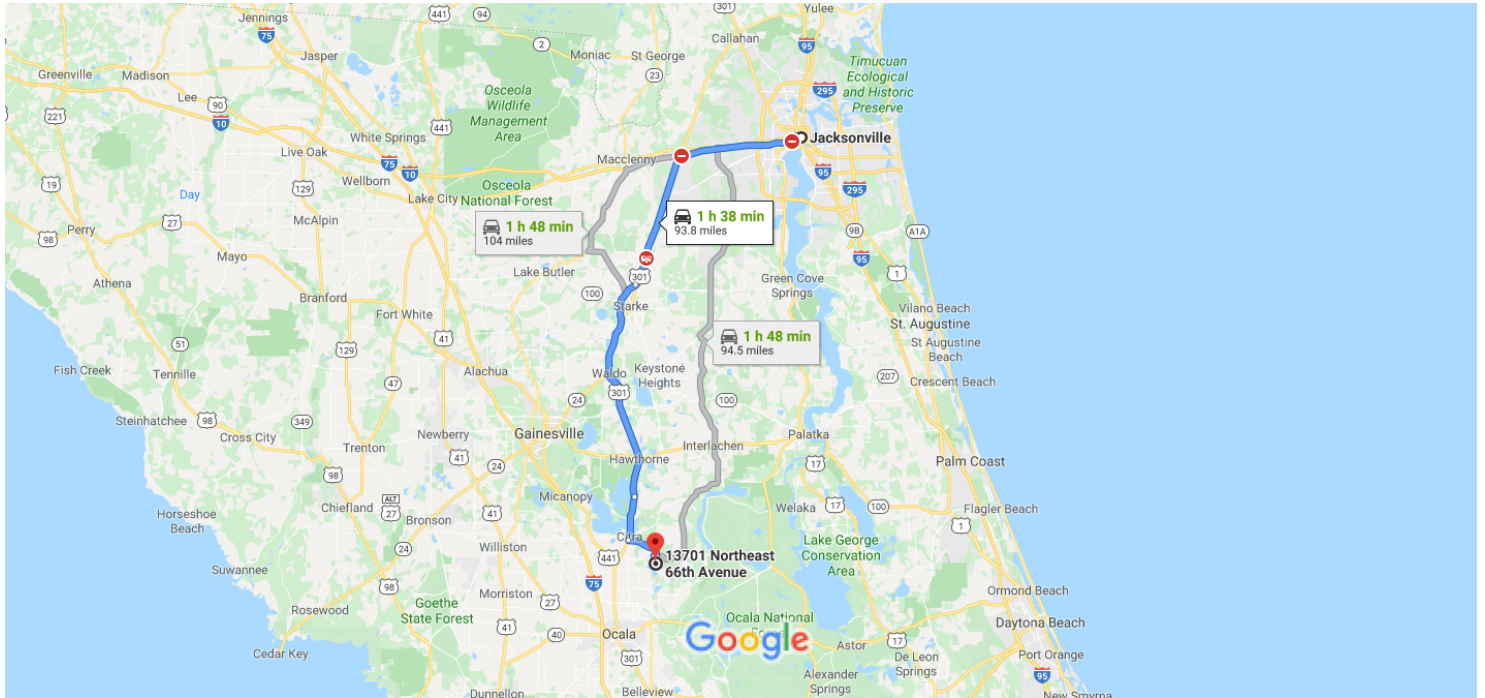 Jennings
441
94
301
Yulee
75
Callahan
95
2
Moniac
St George
Jasper
Timucuan
Ecological
and Historic
Preserve
Greenville
Madison
23
Osceola
Wildlife
Management
Area
295
Lee
90
221
10
441
White Springs
Jacksonville
Live Oak
75
Macclenny
10
95
Wellborn
Osceola
National Forest
19
129
Lake City
295
Day
1 h 38 min
93.8 miles
27
McAlpin
1 h 48 min
104 miles
Perry
98
9B
A1A
Mayo
95
Lake Butler
301
1
Athena
Green Cove
Springs
100
Branford
Starke
Vilano Beach
Fort White
St. Augustine
1 h 48 min
94.5 miles
41
St Augustine
Beach
51
129
Fish Creek
Tennille
Alachua
Waldo
Keystone
Heights
207
Crescent Beach
47
301
24
100
Steinhatchee
98
349
Cross City
Newberry
Gainesville
Palatka
Trenton
Interlachen
41
Hawthorne
Palm Coast
24
17
98
ALT
27
Micanopy
Chiefland
Welaka
17
100
Horseshoe
Beach
Bronson
41
Flagler Beach
1
Citra
Lake George
Conservation
Area
24
Williston
441
13701 Northeast
66th Avenue
Suwannee
75
98
Ormond Beach
Morriston
27
Rosewood
Goethe
State Forest
Ocala National
Forest
Daytona Beach
41
40
Ocala
Google
17
Astor
Cedar Key
301
De Leon
Springs
Port Orange
95
Alexander
Springs
Dunnellon
Belleview
New Smyrna